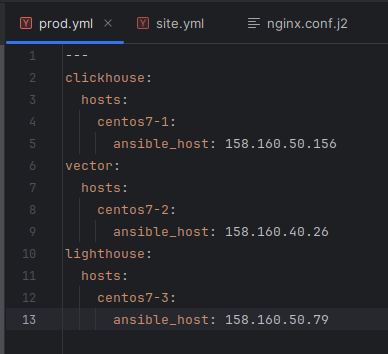 prod.yml site.yml nginx.conf.j2
1 ---
2 clickhouse:
3   hosts:
4     centos7-1:
5       ansible_host: 158.160.50.156
6 vector:
7   hosts:
8     centos7-2:
9       ansible_host: 158.160.40.26
10 lighthouse:
11   hosts:
12     centos7-3:
13       ansible_host: 158.160.50.79